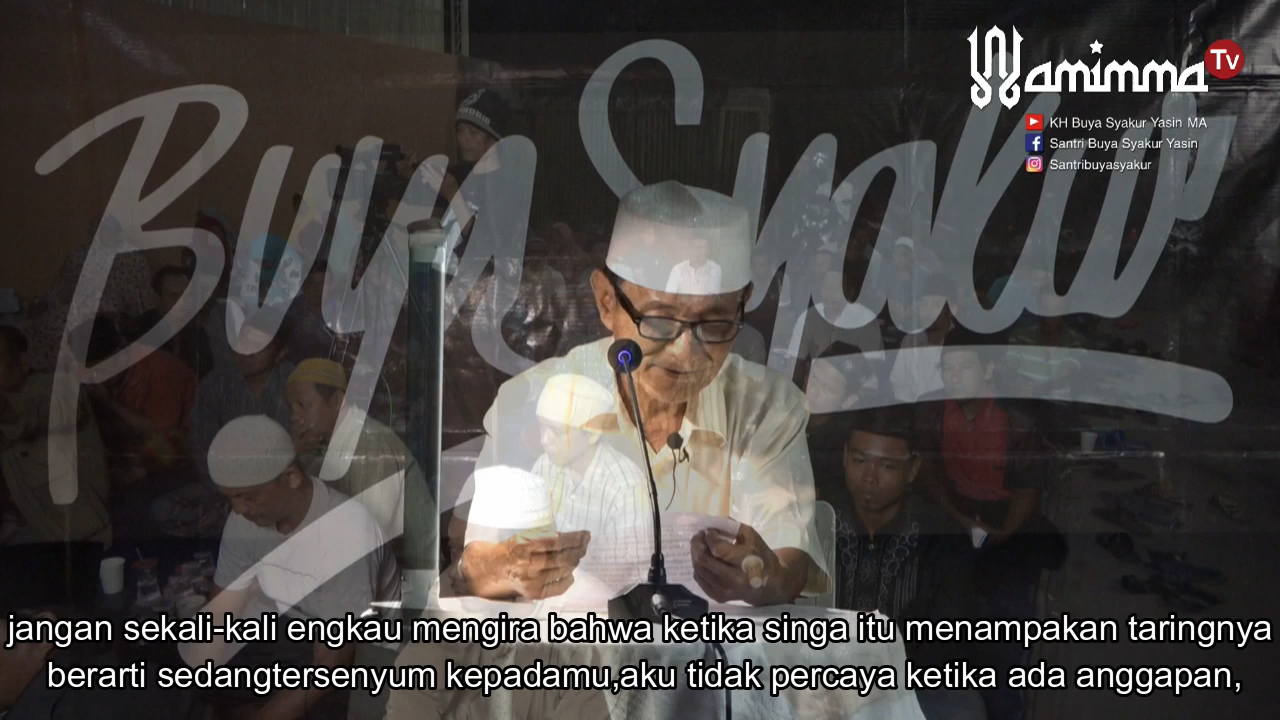 Wamimma Tv
KH Buya Syakur Yasin MA
Santri Buya Syakur Yasin
Santribuyasyakur
Buya Syakur
jangan sekali-kali engkau mengira bahwa ketika singa itu menampakan taringnya
berarti sedangtersenyum kepadamu,aku tidak percaya ketika ada anggapan,